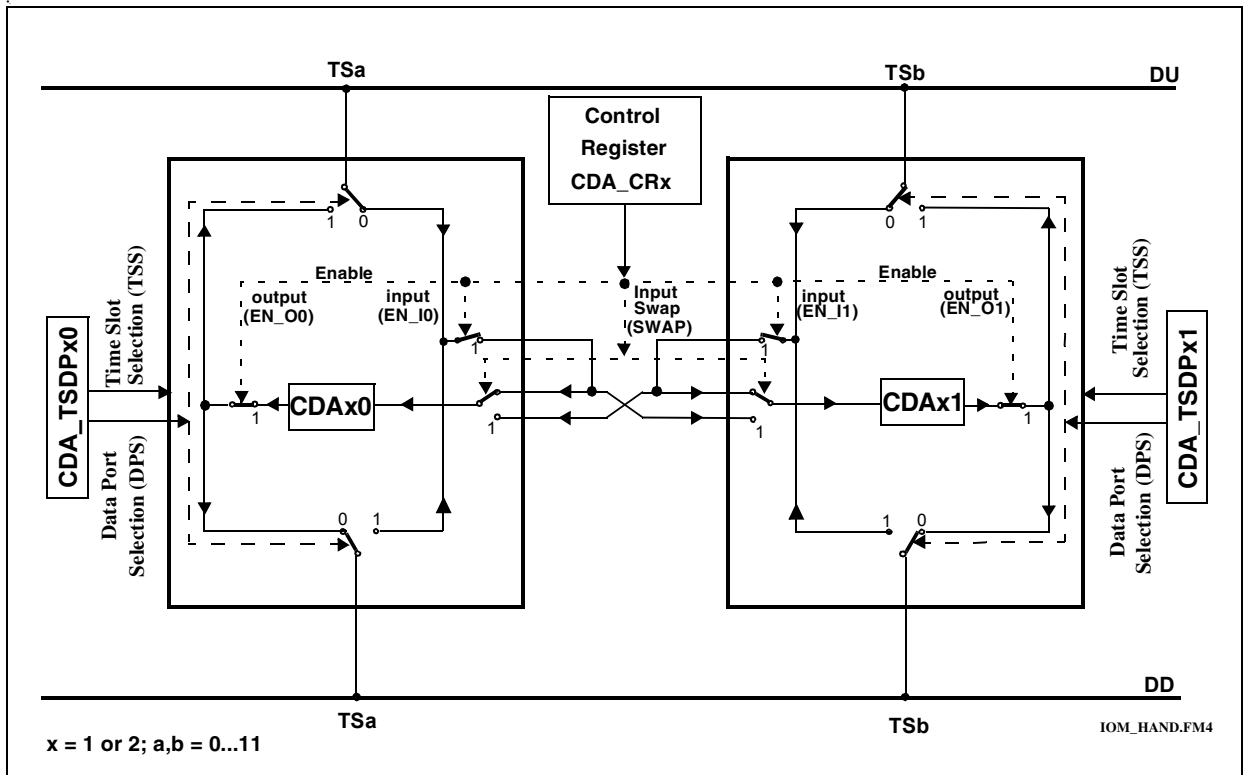 TSa
TSb
DU
Control
Register
CDA_CRx
1
0
0
1
Enable
Enable
output
(EN_O0)
input
(EN_I0)
Input
Swap
(SWAP)
input
(EN_I1)
output
(EN_O1)
Time Slot
Selection (TSS)
Time Slot
Selection (TSS)
CDA_TSDPx0
CDA_TSDPx1
1
1
1
CDAx0
1
1
CDAx1
1
Data Port
Selection (DPS)
Data Port
Selection (DPS)
0
1
1
0
DD
TSa
TSb
x = 1 or 2; a,b = 0...11
IOM_HAND.FM4